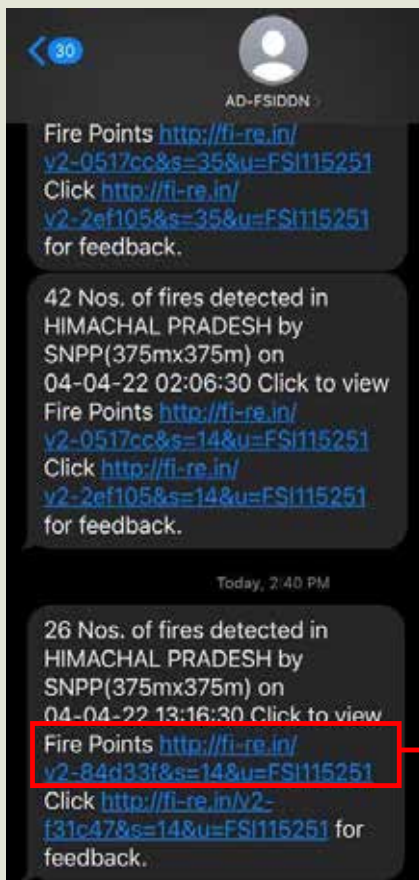 30
AD-FSIDDN
Fire Points http://fi-re.in/
v2-0517cc&s=35&u=FSI115251
Click http://fi-re.in/
v2-2ef105&s=35&u=FSI115251
for feedback.
42 Nos. of fires detected in
HIMACHAL PRADESH by
SNPP(375mx375m) on
04-04-22 02:06:30 Click to view
Fire Points http://fi-re.in/
v2-0517cc&s=14&u=FSI115251
Click http://fi-re.in/
v2-2ef105&s=14&u=FSI115251
for feedback.
Today, 2:40 PM
26 Nos. of fires detected in
HIMACHAL PRADESH by
SNPP(375mx375m) on
04-04-22 13:16:30 Click to view
Fire Points http://fi-re.in/
v2-84d33f&s=14&u=FSI115251
Click http://fi-re.in/v2-
f31c47&s=14&u=FSI115251 for
feedback.